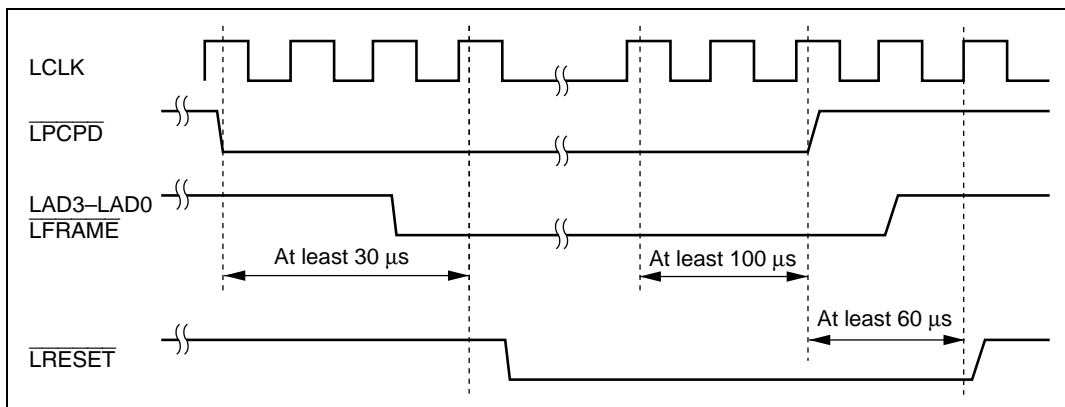 LCLK
LPCPD
LAD3–LAD0
LFRAME
At least 30 µs
At least 100 µs
At least 60 µs
LRESET